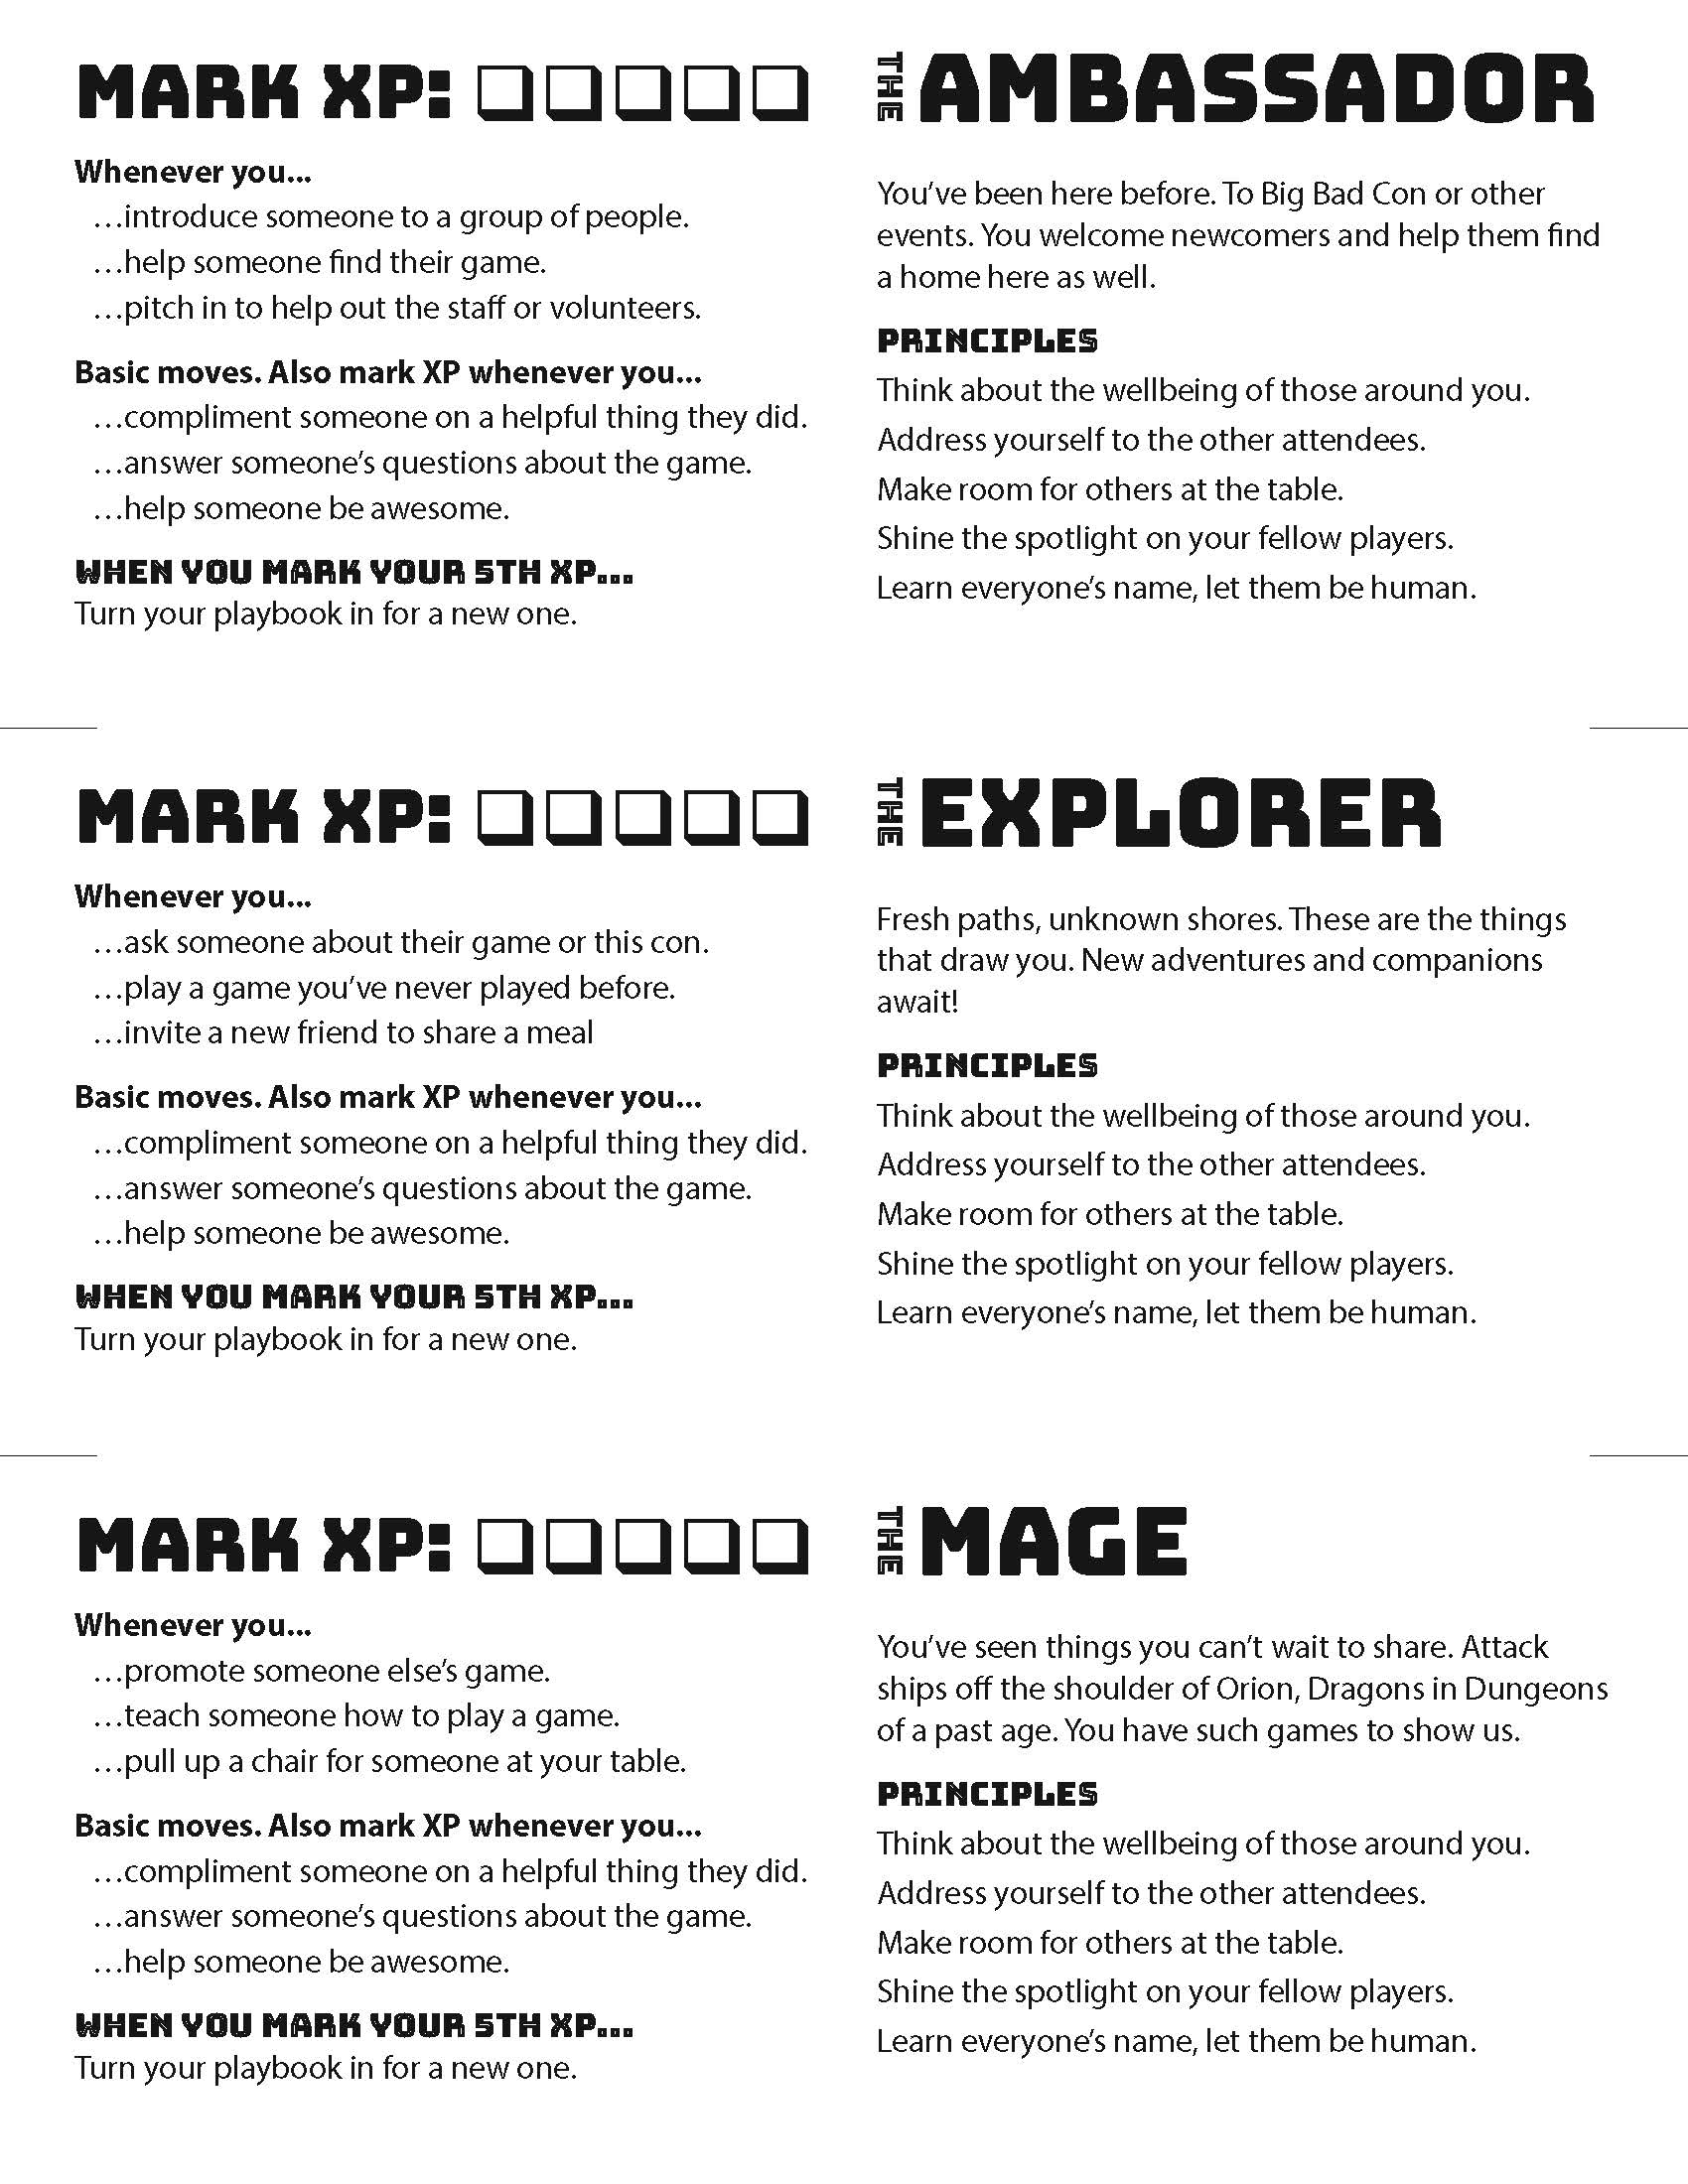 MARK XP: ❏❏❏❏❏
Whenever you...
…introduce someone to a group of people.
…help someone find their game.
…pitch in to help out the staff or volunteers.
Basic moves. Also mark XP whenever you...
…compliment someone on a helpful thing they did.
…answer someone’s questions about the game.
…help someone be awesome.
WHEN YOU MARK YOUR 5TH XP...
Turn your playbook in for a new one.
THE AMBASSADOR
You’ve been here before. To Big Bad Con or other
events. You welcome newcomers and help them find
a home here as well.
PRINCIPLES
Think about the wellbeing of those around you.
Address yourself to the other attendees.
Make room for others at the table.
Shine the spotlight on your fellow players.
Learn everyone’s name, let them be human.
MARK XP: ❏❏❏❏❏
Whenever you...
…ask someone about their game or this con.
…play a game you’ve never played before.
…invite a new friend to share a meal
Basic moves. Also mark XP whenever you...
…compliment someone on a helpful thing they did.
…answer someone’s questions about the game.
…help someone be awesome.
WHEN YOU MARK YOUR 5TH XP...
Turn your playbook in for a new one.
THE EXPLORER
Fresh paths, unknown shores. These are the things
that draw you. New adventures and companions
await!
PRINCIPLES
Think about the wellbeing of those around you.
Address yourself to the other attendees.
Make room for others at the table.
Shine the spotlight on your fellow players.
Learn everyone’s name, let them be human.
MARK XP: ❏❏❏❏❏
Whenever you...
…promote someone else’s game.
…teach someone how to play a game.
…pull up a chair for someone at your table.
Basic moves. Also mark XP whenever you...
…compliment someone on a helpful thing they did.
…answer someone’s questions about the game.
…help someone be awesome.
WHEN YOU MARK YOUR 5TH XP...
Turn your playbook in for a new one.
THE MAGE
You’ve seen things you can’t wait to share. Attack
ships off the shoulder of Orion, Dragons in Dungeons
of a past age. You have such games to show us.
PRINCIPLES
Think about the wellbeing of those around you.
Address yourself to the other attendees.
Make room for others at the table.
Shine the spotlight on your fellow players.
Learn everyone’s name, let them be human.